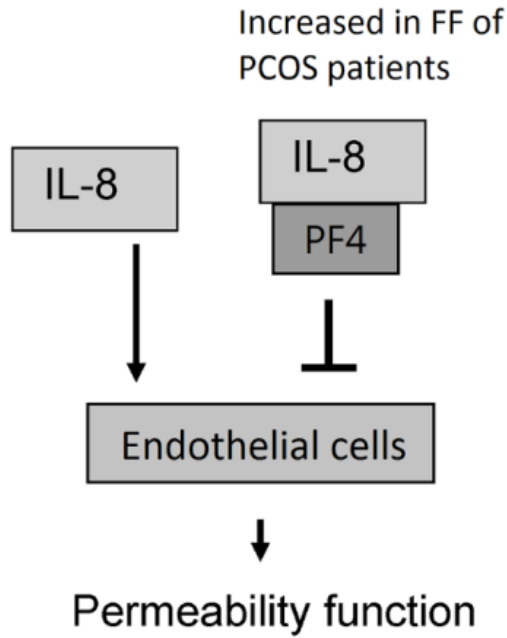 Increased in FF of
PCOS patients
IL-8
IL-8
PF4
Endothelial cells
Permeability function